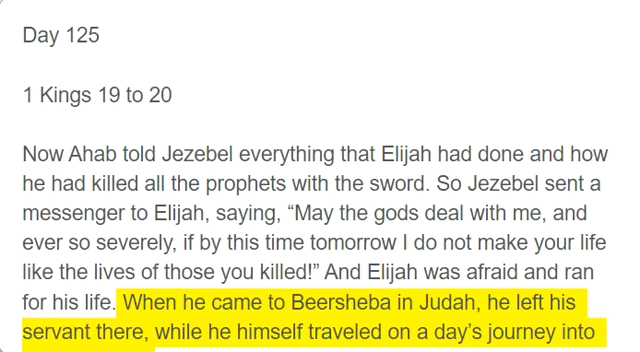 Day 125
1 Kings 19 to 20
Now Ahab told Jezebel everything that Elijah had done and how
he had killed all the prophets with the sword. So Jezebel sent a
messenger to Elijah, saying, “May the gods deal with me, and
ever so severely, if by this time tomorrow I do not make your life
like the lives of those you killed!” And Elijah was afraid and ran
for his life. When he came to Beersheba in Judah, he left his
servant there, while he himself traveled on a day’s journey into